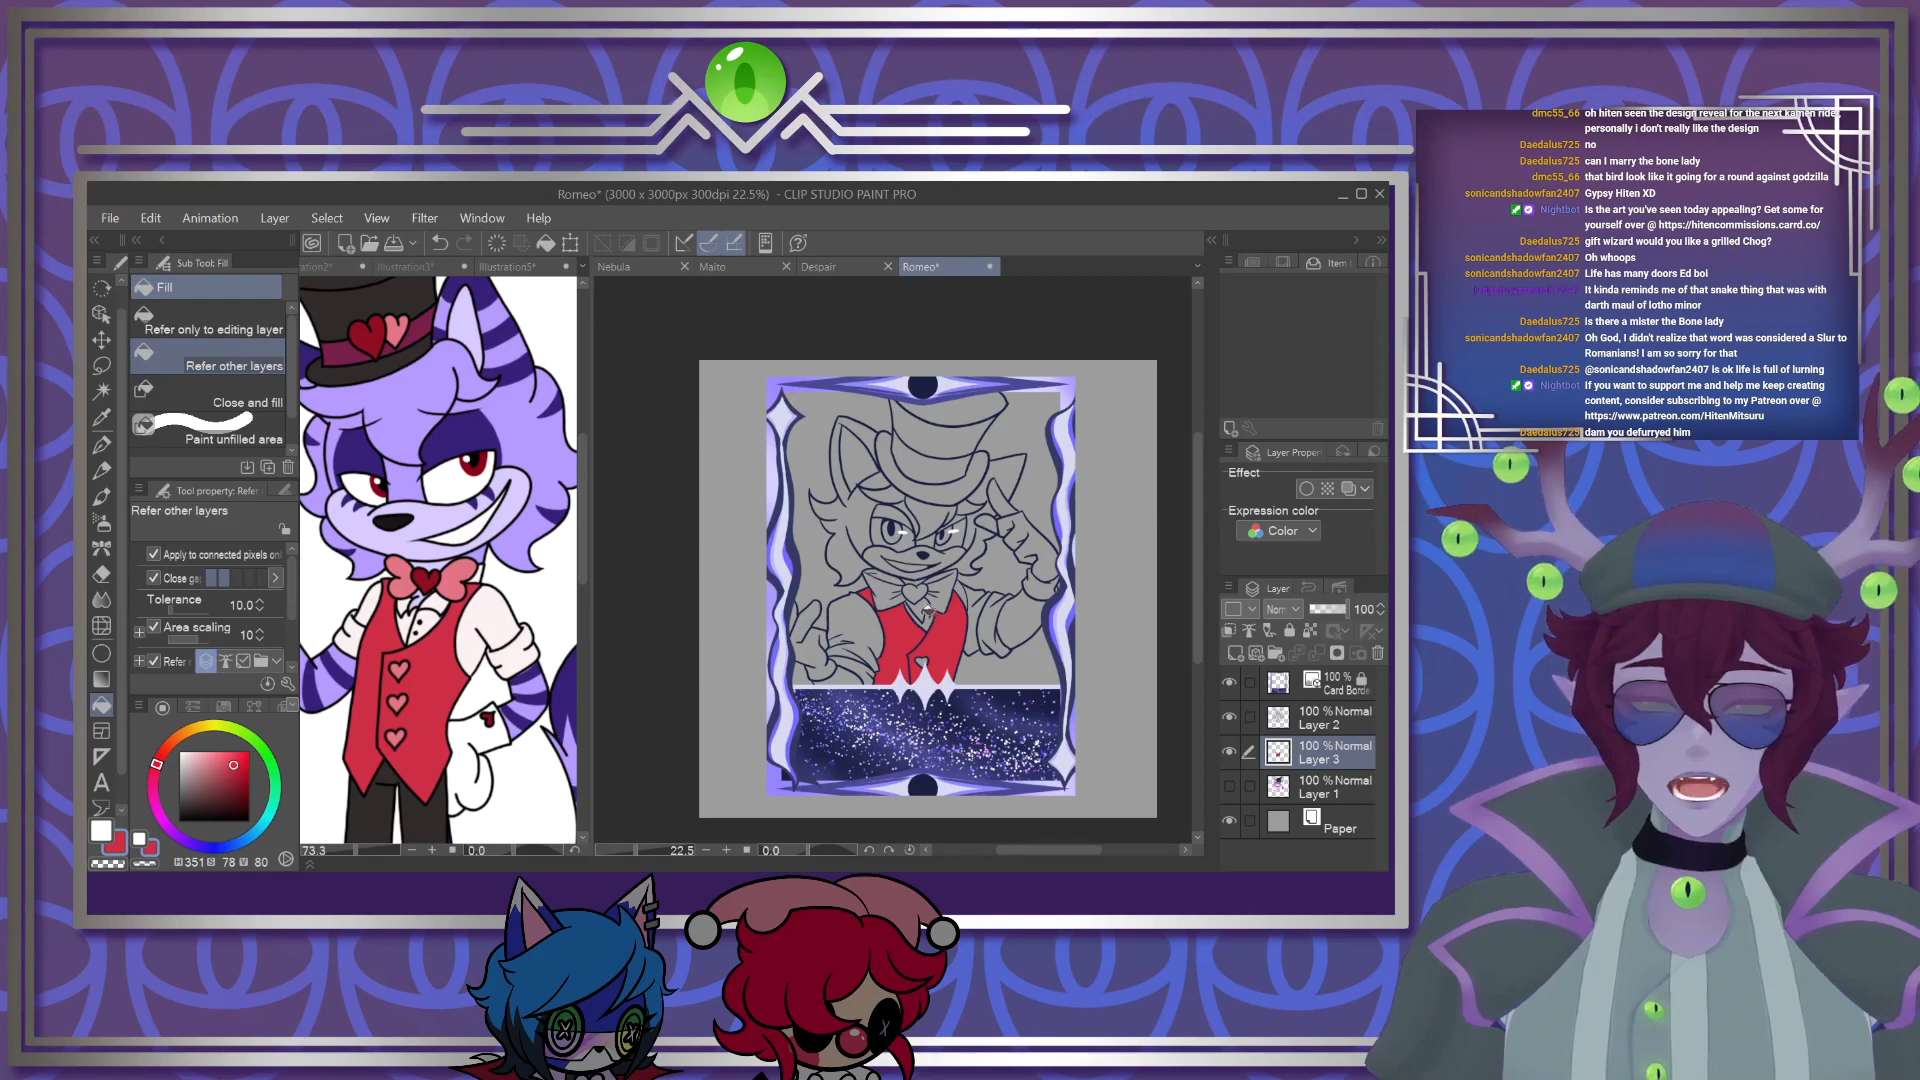 Romeo* (3000 x 3000px 300dpi 22.5%) - CLIP STUDIO PAINT PRO
File Edit Animation Layer Select View Filter Window Help
Sub Tool: Fill
Illustration3* Illustration5* Nebula Maito Despair Romeo*
Fill
Refer only to editing layer
Refer other layers
Close and fill
Paint unfilled area
Tool property: Refer
Refer other layers
Apply to connected pixels onl
Close ga
Tolerance 10.0
Area scaling 10
Refer
H 351 S 78 V 80
73.3 0.0
22.5 0.0
Item
Layer Proper
Effect
Expression color
Color
Layer
Norm 100
100 %
Card Borde
100 % Normal
Layer 2
100 % Normal
Layer 3
100 % Normal
Layer 1
Paper
dmc55_66 oh hiten seen the design reveal for the next kamen rider,
personally i don't really like the design
Daedalus725 no
Daedalus725 can I marry the bone lady
dmc55_66 that bird look like it going for a round against godzilla
sonicandshadowfan2407 Gypsy Hiten XD
Nightbot Is the art you've seen today appealing? Get some for
yourself over @ https://hitencommissions.carrd.co/
Daedalus725 gift wizard would you like a grilled Chog?
sonicandshadowfan2407 Oh whoops
sonicandshadowfan2407 Life has many doors Ed boi
It kinda reminds me of that snake thing that was with
darth maul of lotho minor
Daedalus725 is there a mister the Bone lady
sonicandshadowfan2407 Oh God, I didn't realize that word was considered a Slur to
Romanians! I am so sorry for that
Daedalus725 @sonicandshadowfan2407 is ok life is full of lurning
Nightbot If you want to support me and help me keep creating
content, consider subscribing to my Patreon over @
https://www.patreon.com/HitenMitsuru
Daedalus725 dam you defurryed him